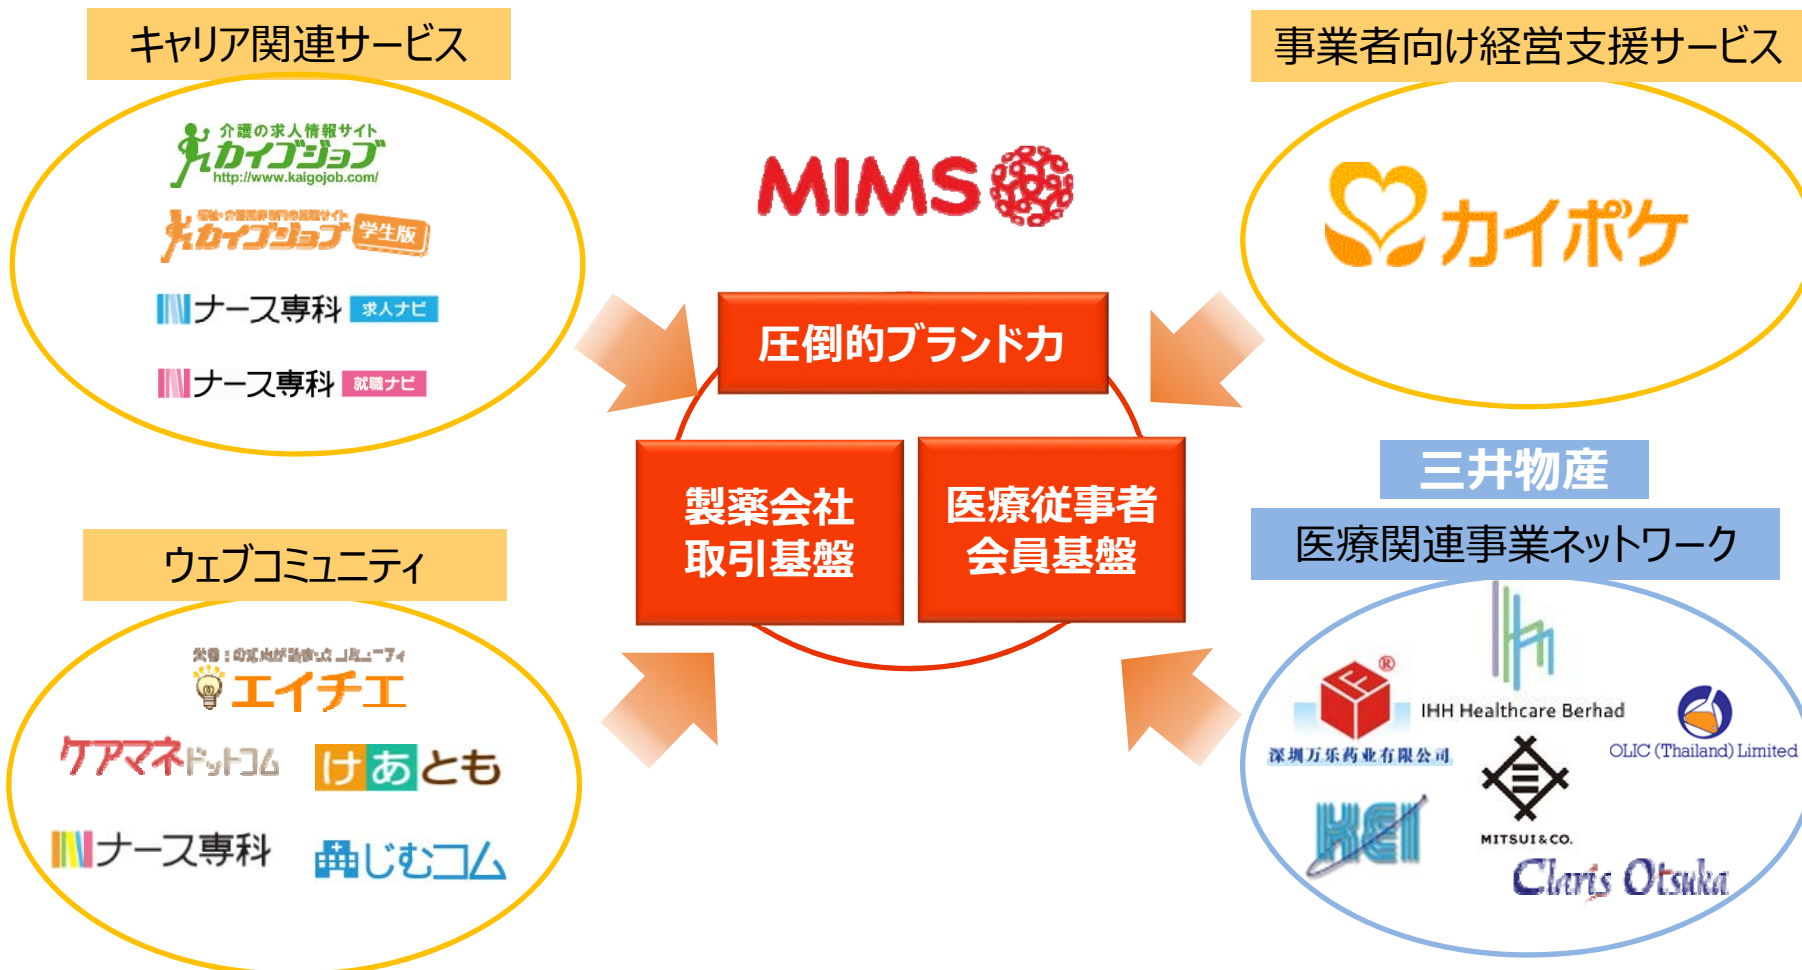 キャリア関連サービス
介護の求人情報サイト
カイゴジョブ
http://www.kaigojob.com/
カイゴジョブ 学生版
ナース専科 求人ナビ
ナース専科 就職ナビ
MIMS
事業者向け経営支援サービス
カイポケ
圧倒的ブランド力
製薬会社
取引基盤
医療従事者
会員基盤
ウェブコミュニティ
エイチエ
ケアマネドットコム
けあとも
ナース専科
じむコム
三井物産
医療関連事業ネットワーク
IHH Healthcare Berhad
®
深圳万乐药业有限公司
OLIC (Thailand) Limited
KEI
MITSUI & CO.
Claris Otsuka